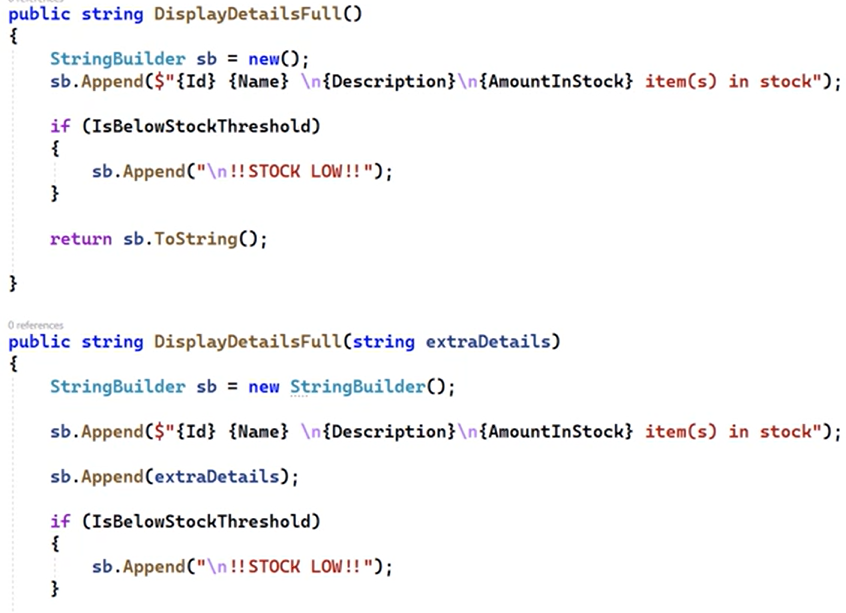 0 references
public string DisplayDetailsFull()
{
StringBuilder sb = new();
sb.Append($"{Id} {Name} \n{Description}\n{AmountInStock} item(s) in stock");
if (IsBelowStockThreshold)
{
sb.Append("\n!!STOCK LOW!!");
}
return sb.ToString();
}
0 references
public string DisplayDetailsFull(string extraDetails)
{
StringBuilder sb = new StringBuilder();
sb.Append($"{Id} {Name} \n{Description}\n{AmountInStock} item(s) in stock");
sb.Append(extraDetails);
if (IsBelowStockThreshold)
{
sb.Append("\n!!STOCK LOW!!");
}